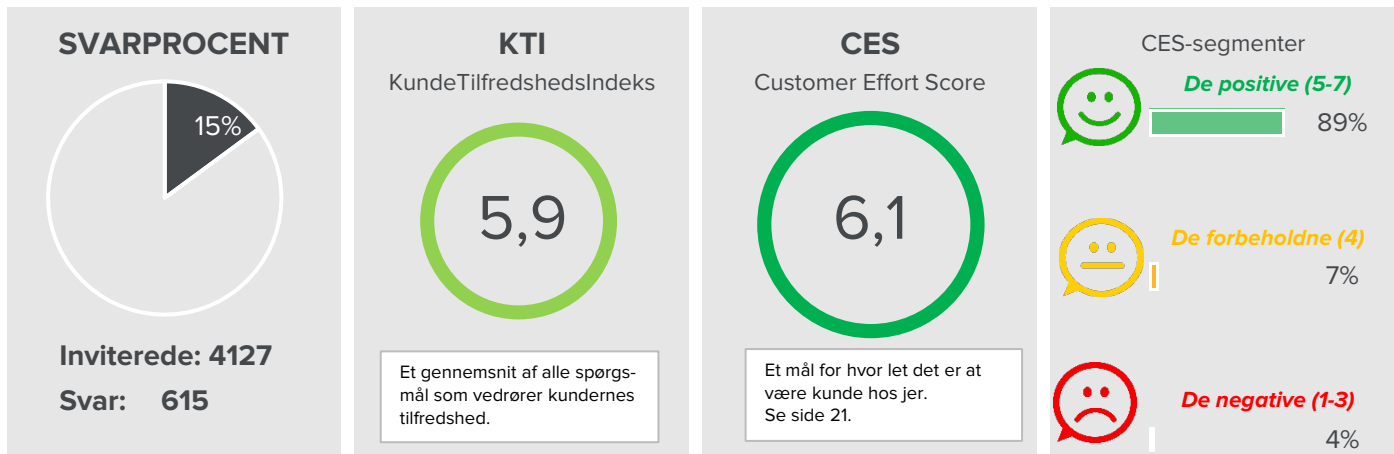 SVARPROCENT
15%
Inviterede: 4127
Svar: 615
KTI
KundeTilfredshedsIndeks
5,9
Et gennemsnit af alle spørgs-
mål som vedrører kundernes
tilfredshed.
CES
Customer Effort Score
6,1
Et mål for hvor let det er at
være kunde hos jer.
Se side 21.
CES-segmenter
De positive (5-7)
89%
De forbeholdne (4)
7%
De negative (1-3)
4%